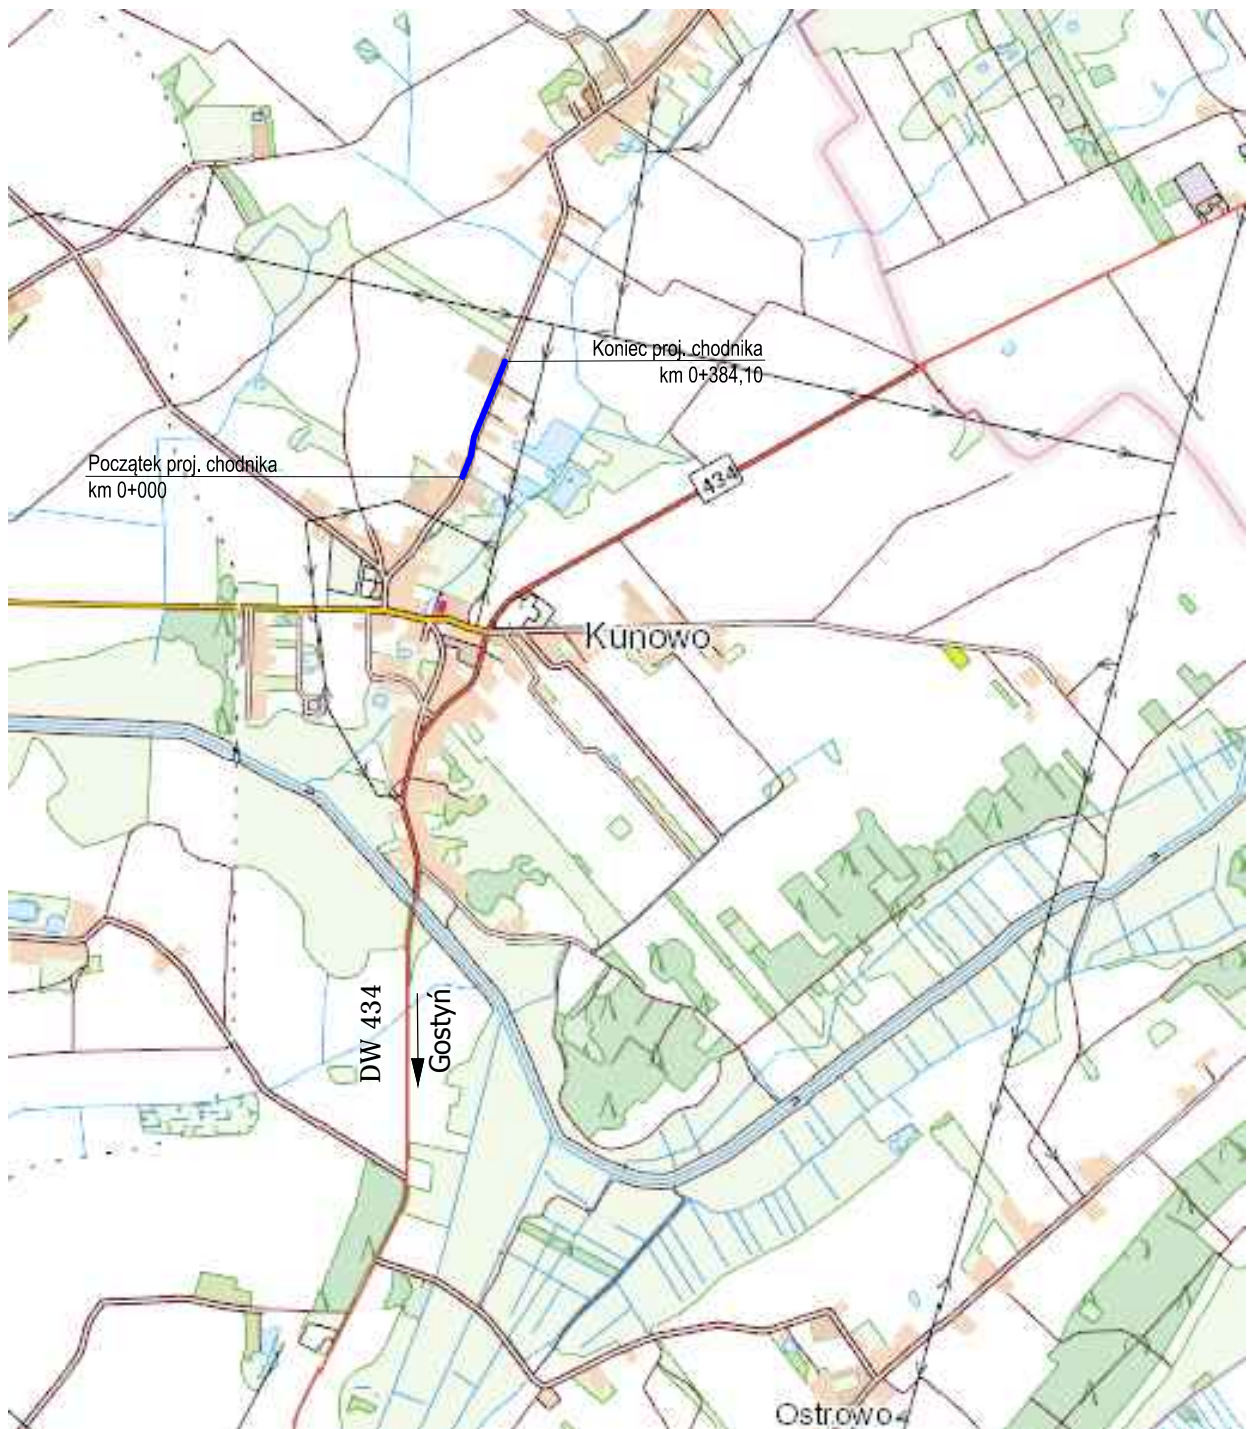 Koniec proj. chodnika
km 0+384,10
Początek proj. chodnika
km 0+000
434
Kunowo
DW 434
Gostyń
Ostrowo